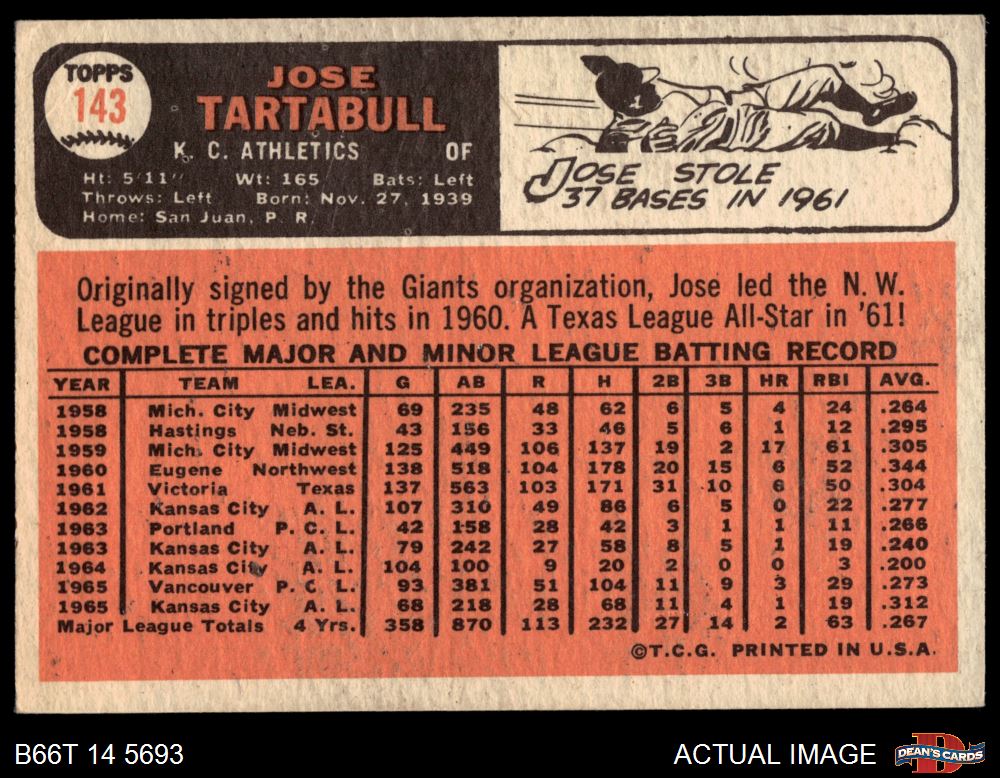 TOPPS
143
JOSE
TARTABULL
K. C. ATHLETICS OF
Ht: 5'11" Wt: 165 Bats: Left
Throws: Left Born: Nov. 27, 1939
Home: San Juan, P. R.
1
JOSE STOLE
37 BASES IN 1961
Originally signed by the Giants organization, Jose led the N. W.
League in triples and hits in 1960. A Texas League All-Star in '61!
COMPLETE MAJOR AND MINOR LEAGUE BATTING RECORD
YEAR TEAM LEA. G AB R H 2B 3B HR RBI AVG.
1958 Mich. City Midwest 69 235 48 62 6 5 4 24 .264
1958 Hastings Neb. St. 43 156 33 46 5 6 1 12 .295
1959 Mich. City Midwest 125 449 106 137 19 2 17 61 .305
1960 Eugene Northwest 138 518 104 178 20 15 6 52 .344
1961 Victoria Texas 137 563 103 171 31 10 6 50 .304
1962 Kansas City A. L. 107 310 49 86 6 5 0 22 .277
1963 Portland P. C. L. 42 158 28 42 3 1 1 11 .266
1963 Kansas City A. L. 79 242 27 58 8 5 1 19 .240
1964 Kansas City A. L. 104 100 9 20 2 0 0 3 .200
1965 Vancouver P. C. L. 93 381 51 104 11 9 3 29 .273
1965 Kansas City A. L. 68 218 28 68 11 4 1 19 .312
Major League Totals 4 Yrs. 358 870 113 232 27 14 2 63 .267
©T.C.G. PRINTED IN U.S.A.
B66T 14 5693 ACTUAL IMAGE DEAN'S CARDS